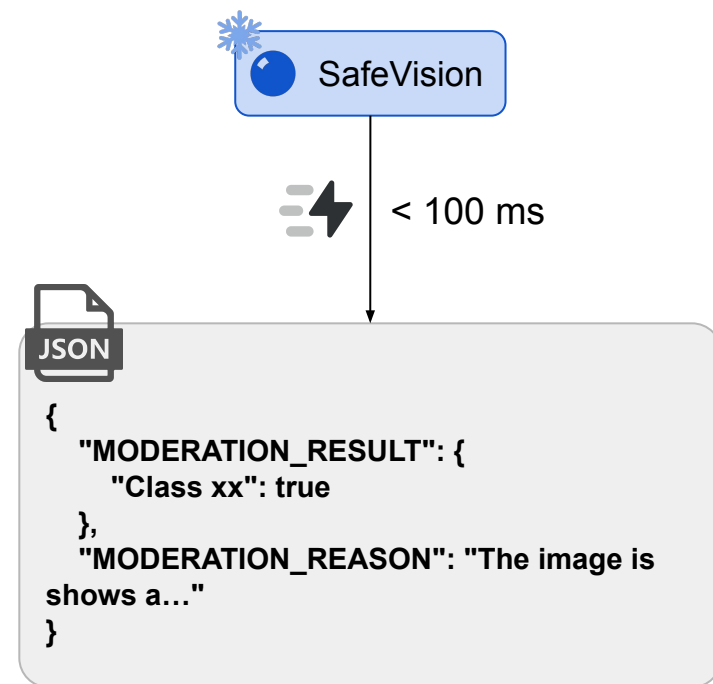 SafeVision
< 100 ms
JSON
{
"MODERATION_RESULT": {
"Class xx": true
},
"MODERATION_REASON": "The image is
shows a…"
}